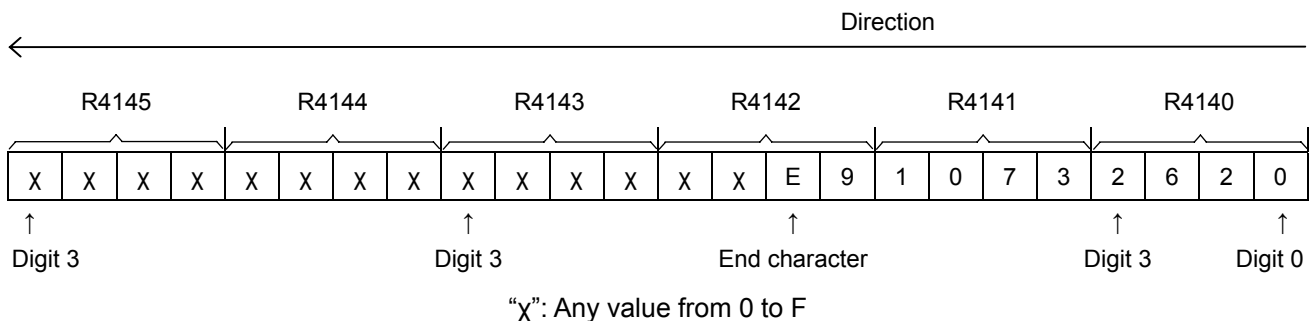 Direction
R4145 R4144 R4143 R4142 R4141 R4140
χ χ χ χ χ χ χ χ χ χ χ χ χ χ E 9 1 0 7 3 2 6 2 0
↑ ↑ ↑ ↑ ↑
Digit 3 Digit 3 End character Digit 3 Digit 0
“χ”: Any value from 0 to F